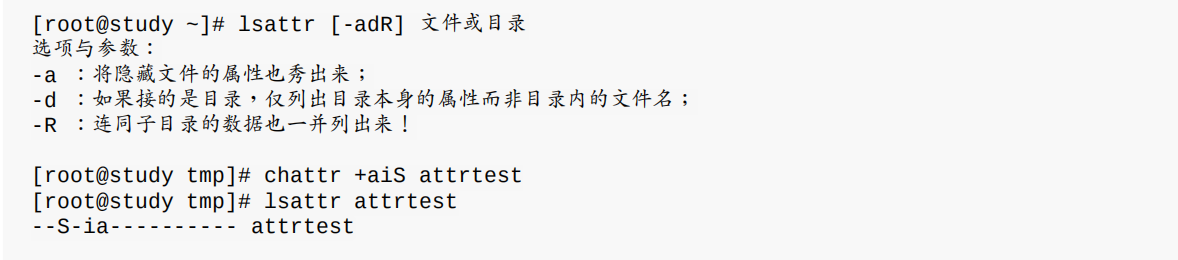 [root@study ~]# lsattr [-adR] 文件或目录
选项与参数：
-a ：将隐藏文件的属性也秀出来；
-d ：如果接的是目录，仅列出目录本身的属性而非目录内的文件名；
-R ：连同子目录的数据也一并列出来！
[root@study tmp]# chattr +aiS attrtest
[root@study tmp]# lsattr attrtest
--S-ia---------- attrtest